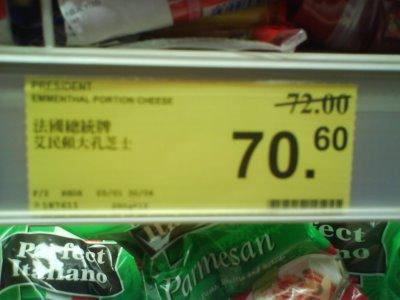 PRESIDENT
EMMENTHAL PORTION CHEESE
72.00
法國總統牌
艾民頓大孔芝士
70.60
Perfect
Italiano
Parmesan